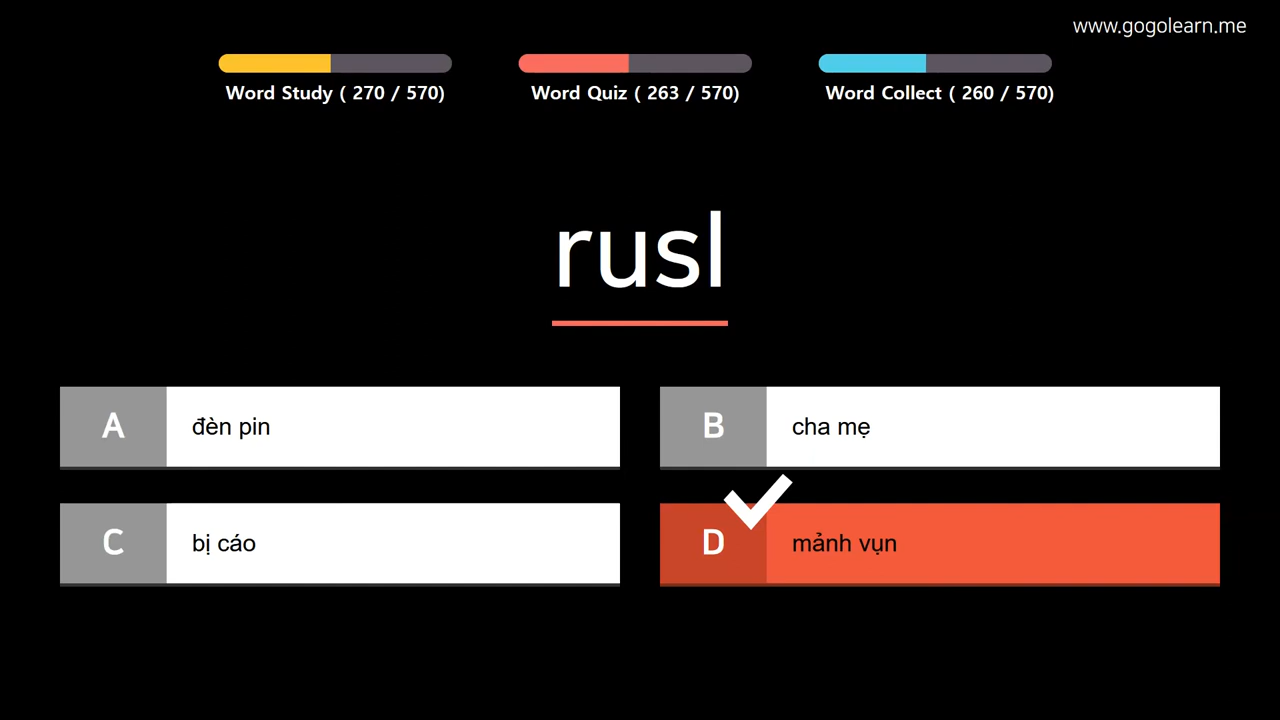 www.gogolearn.me
Word Study ( 270 / 570)
Word Quiz ( 263 / 570)
Word Collect ( 260 / 570)
rusl
A đèn pin
B cha mẹ
C bị cáo
D mảnh vụn